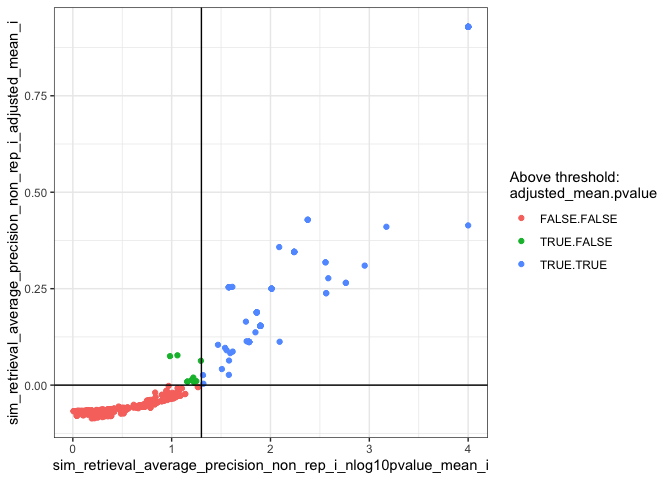 sim_retrieval_average_precision_non_rep_i_adjusted_mean_i
0.75
0.50
0.25
0.00
0
1
2
3
4
sim_retrieval_average_precision_non_rep_i_nlog10pvalue_mean_i
Above threshold:
adjusted_mean.pvalue
FALSE.FALSE
TRUE.FALSE
TRUE.TRUE